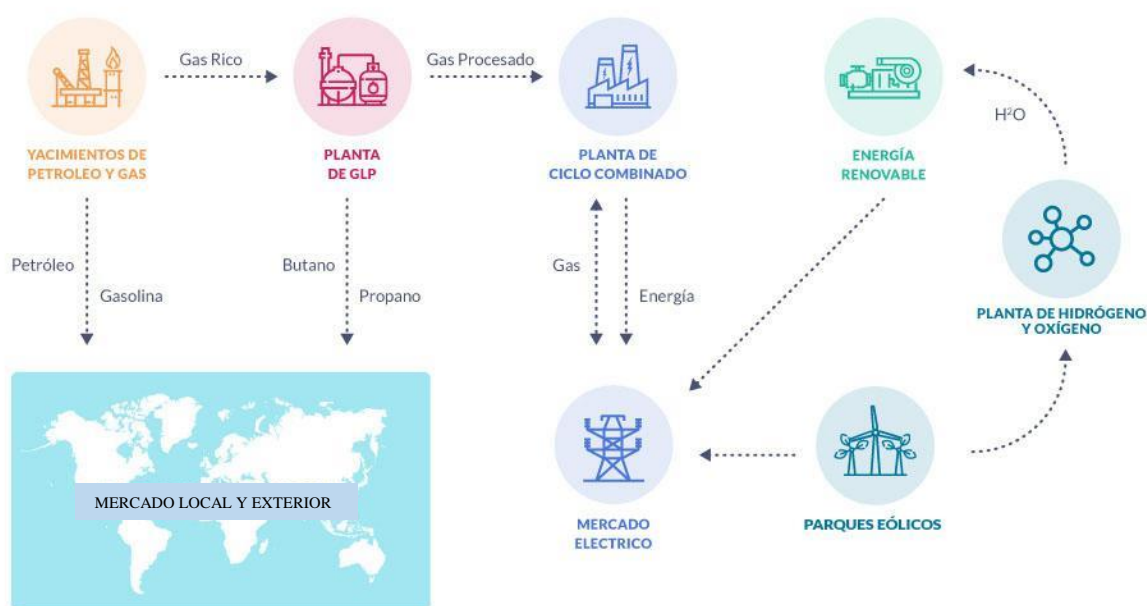 Gas Rico
Gas Procesado
H²O
YACIMIENTOS DE
PETROLEO Y GAS
PLANTA
DE GLP
PLANTA DE
CICLO COMBINADO
ENERGÍA
RENOVABLE
Petróleo
Gasolina
Butano
Propano
Gas
Energía
PLANTA DE HIDRÓGENO
Y OXÍGENO
MERCADO LOCAL Y EXTERIOR
MERCADO
ELECTRICO
PARQUES EÓLICOS